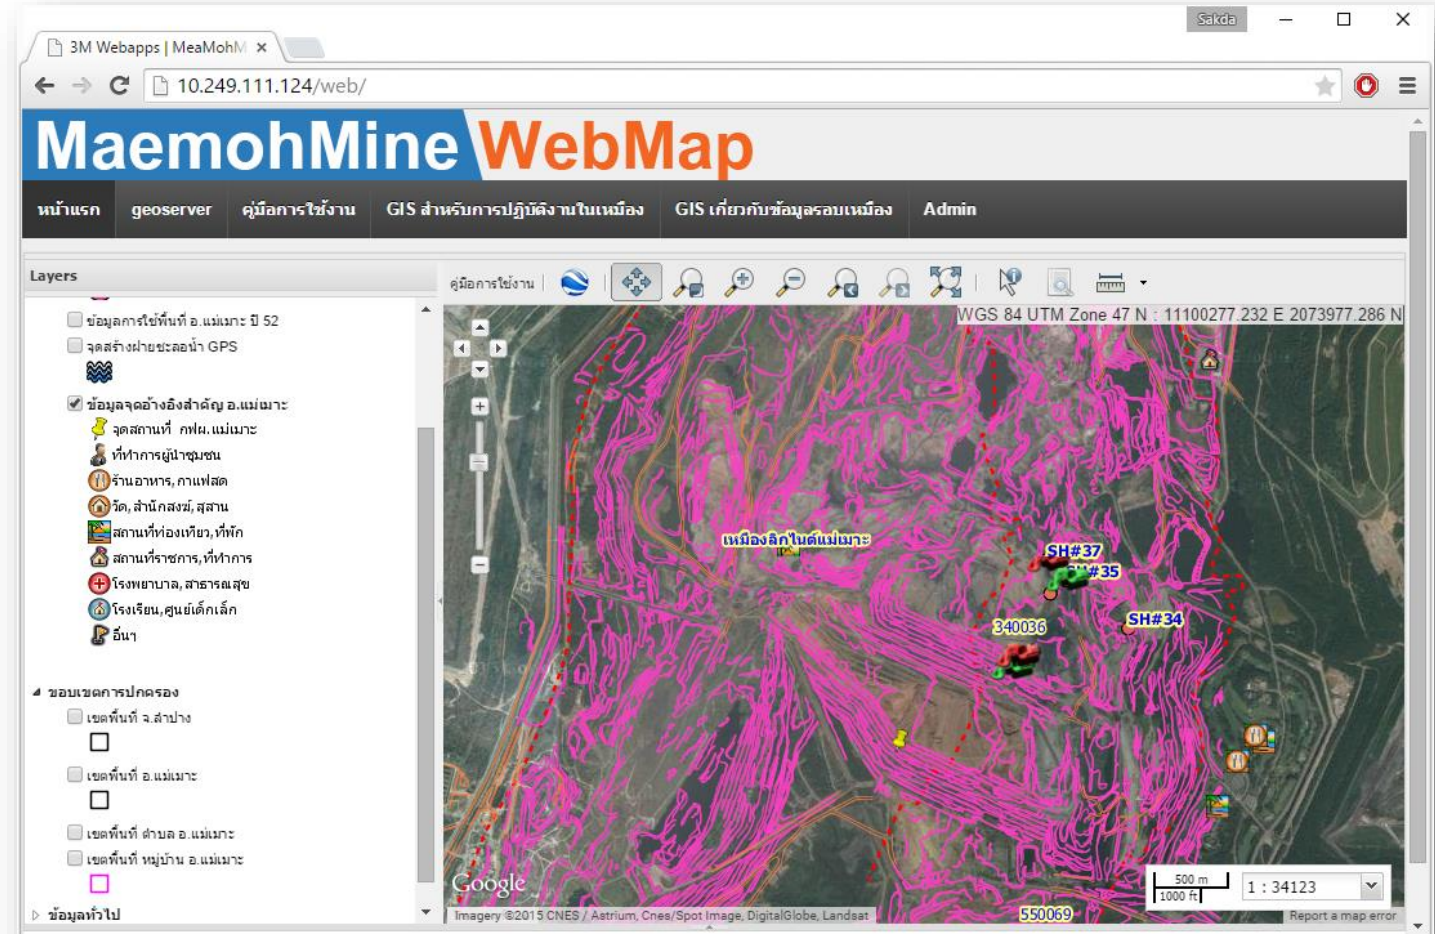 Sakda
3M Webapps | MeaMohM
10.249.111.124/web/
MaemohMine WebMap
หน้าแรก geoserver คู่มือการใช้งาน GIS สำหรับการปฏิบัติงานในเหมือง GIS เกี่ยวกับข้อมูลรอบเหมือง Admin
Layers
คู่มือการใช้งาน
WGS 84 UTM Zone 47 N : 11100277.232 E 2073977.286 N
ข้อมูลการใช้พื้นที่ อ.แม่เมาะ ปี 52
จุดสร้างฝายชะลอน้ำ GPS
ข้อมูลจุดอ้างอิงสำคัญ อ.แม่เมาะ
จุดสถานที่ กฟผ.แม่เมาะ
ที่ทำการผู้นำชุมชน
ร้านอาหาร,กาแฟสด
วัด,สำนักสงฆ์,สุสาน
สถานที่ท่องเที่ยว,ที่พัก
สถานที่ราชการ,ที่ทำการ
โรงพยาบาล,สาธารณสุข
โรงเรียน,ศูนย์เด็กเล็ก
อื่นๆ
ขอบเขตการปกครอง
เขตพื้นที่ จ.ลำปาง
เขตพื้นที่ อ.แม่เมาะ
เขตพื้นที่ ตำบล อ.แม่เมาะ
เขตพื้นที่ หมู่บ้าน อ.แม่เมาะ
ข้อมูลทั่วไป
เหมืองลิกไนต์แม่เมาะ
SH#37
SH#35
SH#34
340036
550069
Google
500 m
1000 ft
1 : 34123
Imagery ©2015 CNES / Astrium, Cnes/Spot Image, DigitalGlobe, Landsat
Report a map error